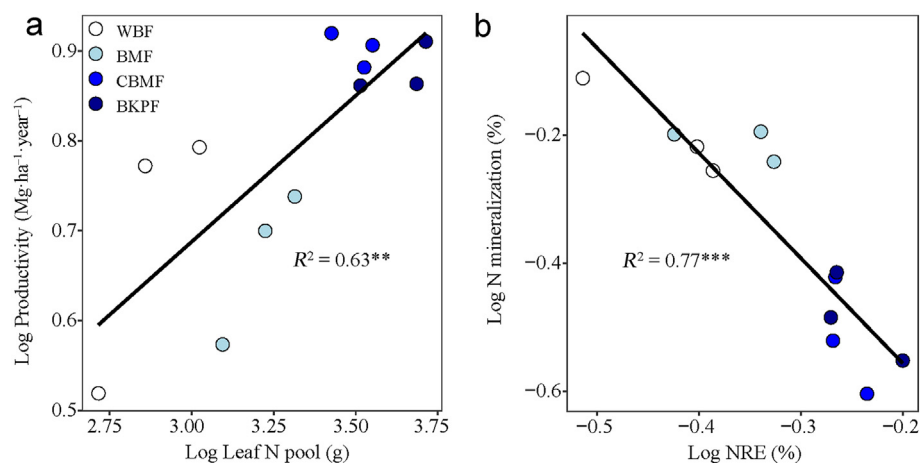 a
WBF
BMF
CBMF
BKPF
0.9
0.8
0.7
0.6
0.5
Log Productivity (Mg·ha⁻¹·year⁻¹)
R² = 0.63**
2.75 3.00 3.25 3.50 3.75
Log Leaf N pool (g)
b
−0.2
−0.4
−0.6
Log N mineralization (%)
R² = 0.77***
−0.5 −0.4 −0.3 −0.2
Log NRE (%)